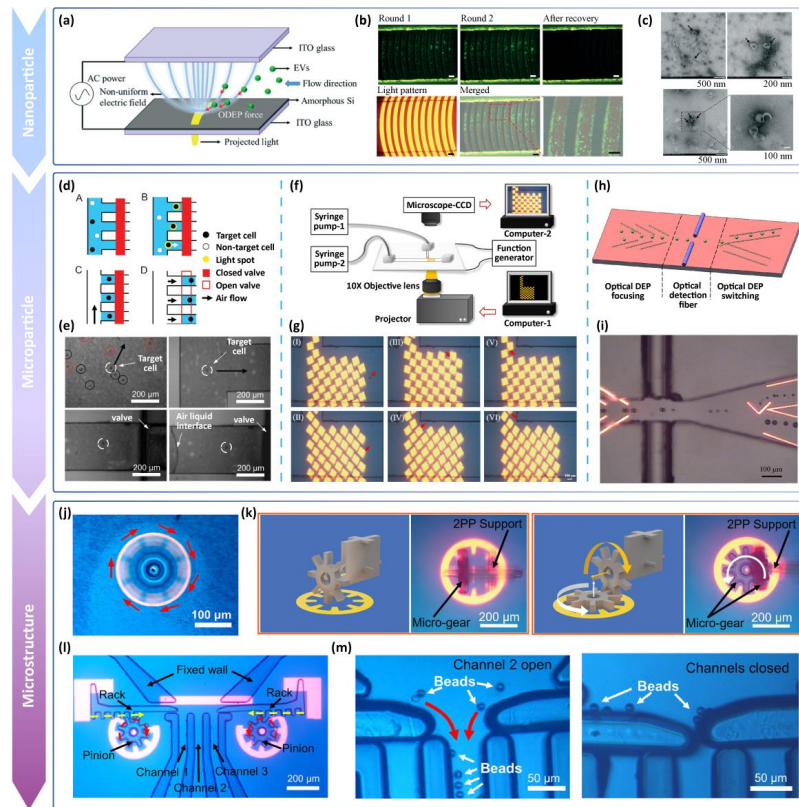 Nanoparticle
(a)
ITO glass
AC power
EVs
Non-uniform
electric field
Flow direction
ODEP force
Amorphous Si
ITO glass
Projected light
(b)
Round 1
Round 2
After recovery
Light pattern
Merged
(c)
500 nm
200 nm
500 nm
100 nm
Microparticle
(d)
A
B
C
D
Target cell
Non-target cell
Light spot
Closed valve
Open valve
Air flow
(e)
Target
cell
200 μm
Target
cell
200 μm
valve
200 μm
Air liquid
interface
valve
200 μm
(f)
Microscope-CCD
Computer-2
Syringe
pump-1
Syringe
pump-2
Function
generator
10X Objective lens
Projector
Computer-1
(g)
(I)
(III)
(V)
(II)
(IV)
(VI)
(h)
Optical DEP
focusing
Optical
detection
fiber
Optical DEP
switching
(i)
100 μm
Microstructure
(j)
100 μm
(k)
2PP Support
Micro-gear
200 μm
2PP Support
Micro-gear
200 μm
(l)
Fixed wall
Rack
Rack
Pinion
Pinion
Channel 1
Channel 2
Channel 3
200 μm
(m)
Channel 2 open
Beads
Beads
50 μm
Channels closed
Beads
50 μm